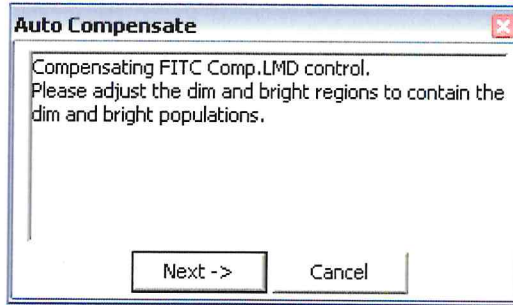 Auto Compensate
Compensating FITC Comp.LMD control.
Please adjust the dim and bright regions to contain the
dim and bright populations.
Next ->
Cancel